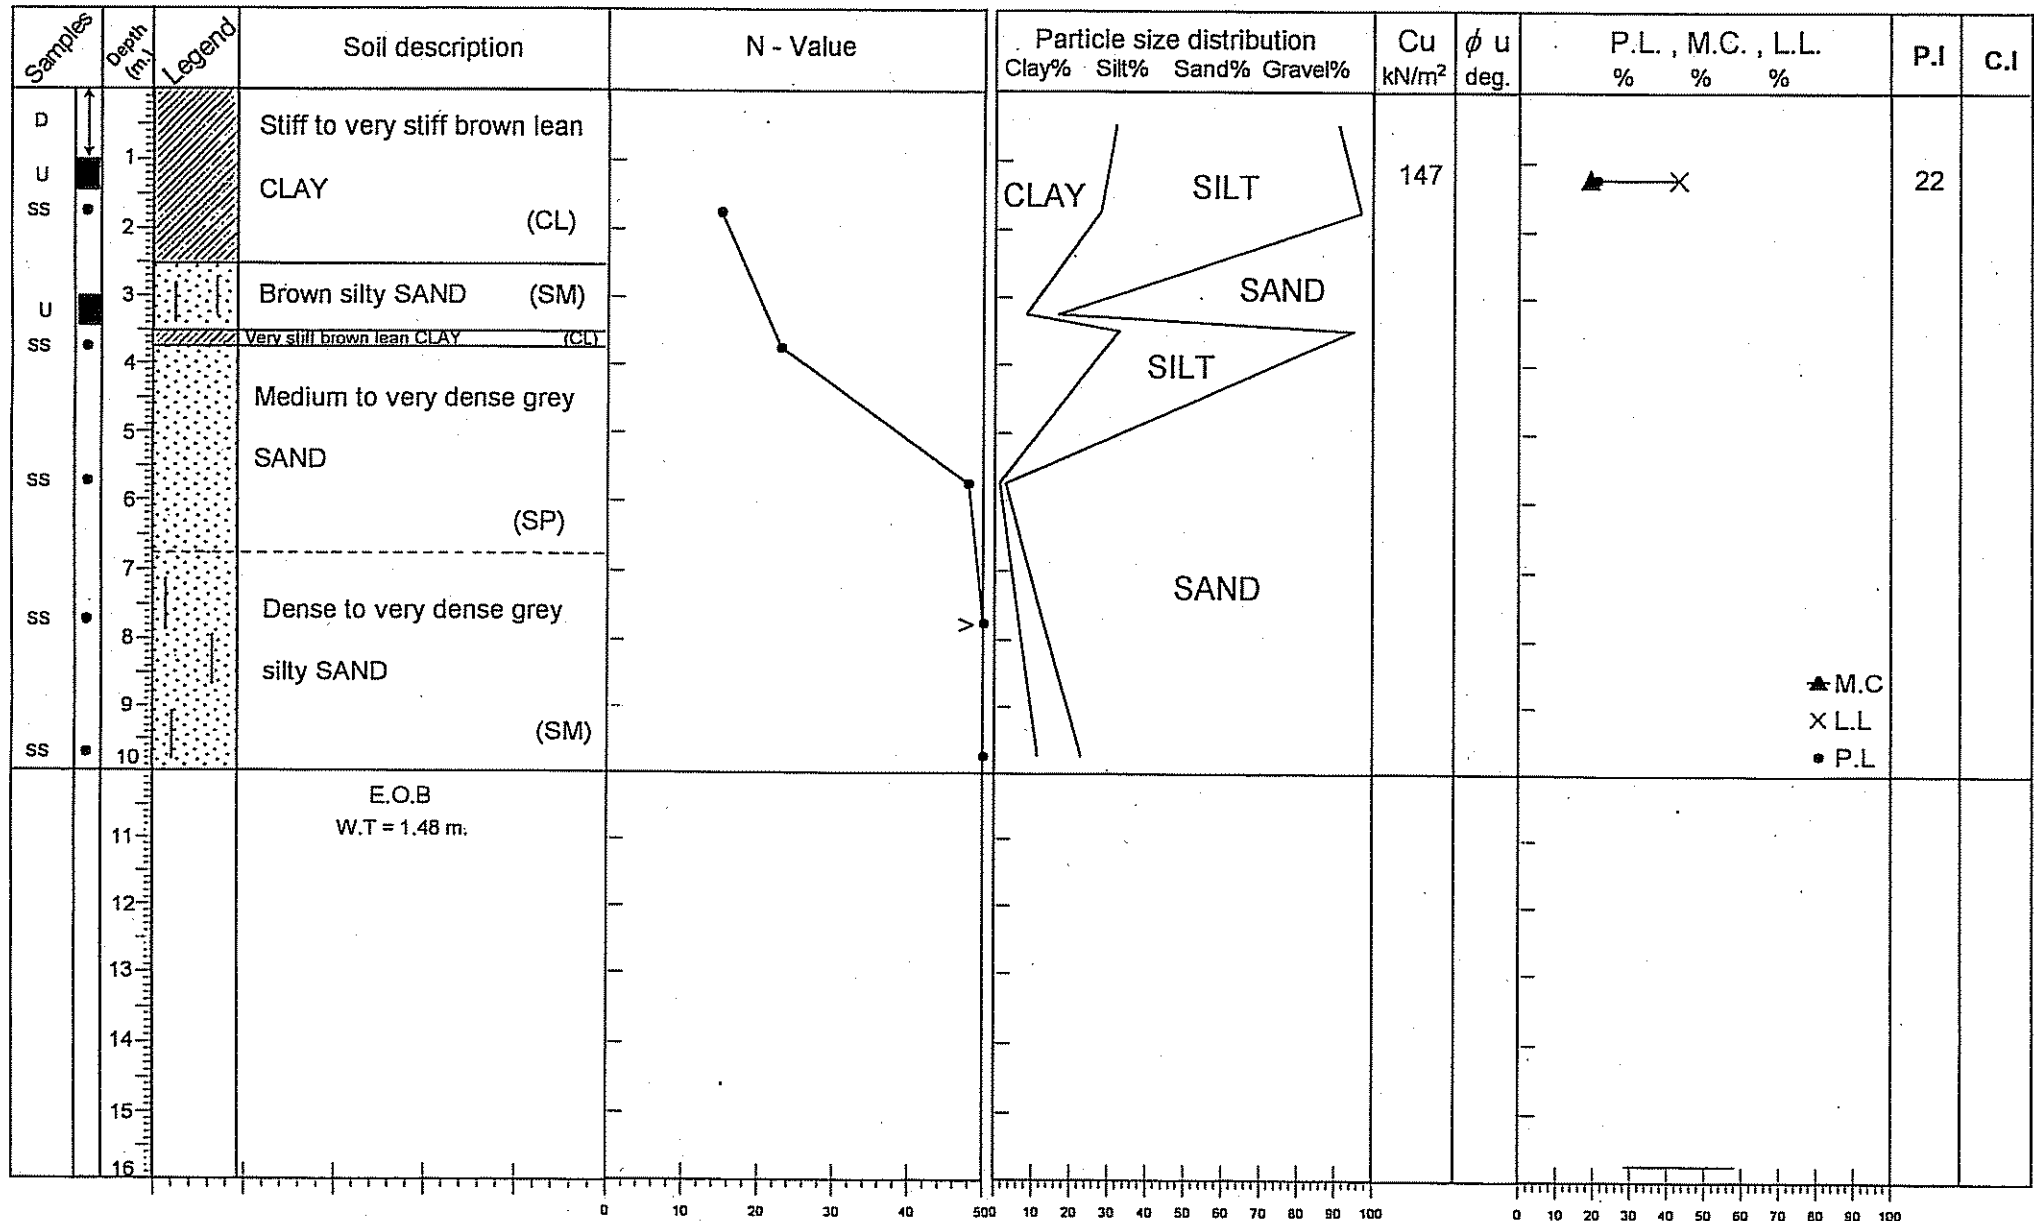 Samples
Depth (m.)
Legend
Soil description
N - Value
Particle size distribution
Clay% Silt% Sand% Gravel%
Cu
kN/m²
ϕ u
deg.
P.L. , M.C. , L.L.
% % %
P.I
C.I
D
U
SS
U
SS
SS
SS
SS
1
2
3
4
5
6
7
8
9
10
11
12
13
14
15
16
Stiff to very stiff brown lean
CLAY
(CL)
Brown silty SAND (SM)
Very stiff brown lean CLAY (CL)
Medium to very dense grey
SAND
(SP)
Dense to very dense grey
silty SAND
(SM)
E.O.B
W.T = 1.48 m.
>
CLAY
SILT
SAND
SILT
SAND
147
22
M.C
L.L
P.L
0 10 20 30 40 50
0 10 20 30 40 50 60 70 80 90 100
0 10 20 30 40 50 60 70 80 90 100